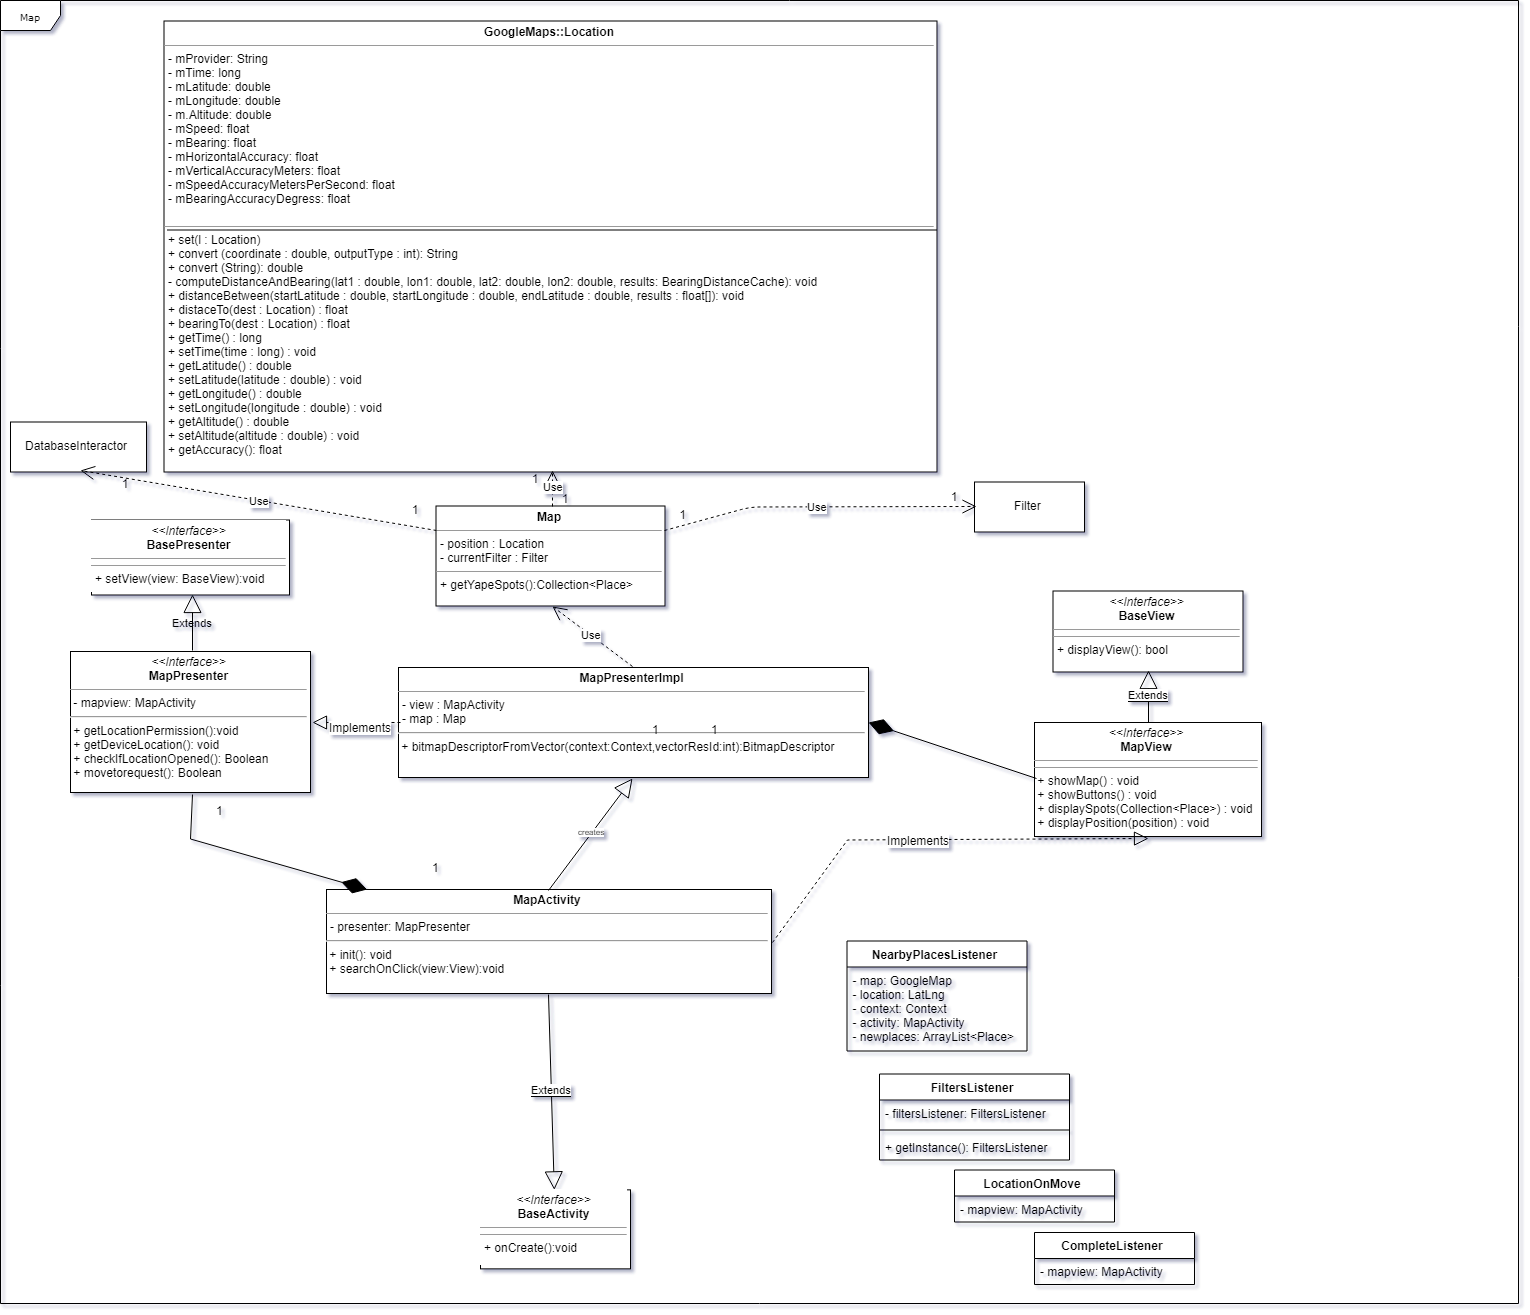 Map
GoogleMaps::Location
- mProvider: String
- mTime: long
- mLatitude: double
- mLongitude: double
- m.Altitude: double
- mSpeed: float
- mBearing: float
- mHorizontalAccuracy: float
- mVerticalAccuracyMeters: float
- mSpeedAccuracyMetersPerSecond: float
- mBearingAccuracyDegress: float
+ set(l : Location)
+ convert (coordinate : double, outputType : int): String
+ convert (String): double
- computeDistanceAndBearing(lat1 : double, lon1: double, lat2: double, lon2: double, results: BearingDistanceCache): void
+ distanceBetween(startLatitude : double, startLongitude : double, endLatitude : double, results : float[]): void
+ distaceTo(dest : Location) : float
+ bearingTo(dest : Location) : float
+ getTime() : long
+ setTime(time : long) : void
+ getLatitude() : double
+ setLatitude(latitude : double) : void
+ getLongitude() : double
+ setLongitude(longitude : double) : void
+ getAltitude() : double
+ setAltitude(altitude : double) : void
+ getAccuracy(): float
DatabaseInteractor
1
Use
1
1
Use
1
1
Use
1
Filter
Map
- position : Location
- currentFilter : Filter
+ getYapeSpots():Collection<Place>
<<Interface>>
BasePresenter
+ setView(view: BaseView):void
Extends
Use
<<Interface>>
BaseView
+ displayView(): bool
Extends
<<Interface>>
MapPresenter
- mapview: MapActivity
+ getLocationPermission():void
+ getDeviceLocation(): void
+ checkIfLocationOpened(): Boolean
+ movetorequest(): Boolean
Implements
MapPresenterImpl
- view : MapActivity
- map : Map
1
1
+ bitmapDescriptorFromVector(context:Context,vectorResId:int):BitmapDescriptor
<<Interface>>
MapView
+ showMap() : void
+ showButtons() : void
+ displaySpots(Collection<Place>) : void
+ displayPosition(position) : void
1
creates
Implements
1
MapActivity
- presenter: MapPresenter
+ init(): void
+ searchOnClick(view:View):void
NearbyPlacesListener
- map: GoogleMap
- location: LatLng
- context: Context
- activity: MapActivity
- newplaces: ArrayList<Place>
Extends
FiltersListener
- filtersListener: FiltersListener
+ getInstance(): FiltersListener
LocationOnMove
- mapview: MapActivity
<<Interface>>
BaseActivity
+ onCreate():void
CompleteListener
- mapview: MapActivity